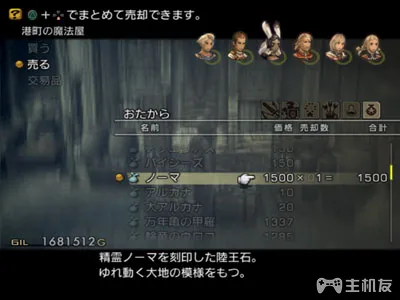 でまとめて売却できます。
港町の魔法屋
買う
売る
交易品
おたから
名前 価格 売却数 合計
パイシーズ 150
ノーマ 1500× 01= 1500
アルカナ 10
大アルカナ 20
万年亀の甲羅 1337
1295
GIL 1681512G
精霊ノーマを刻印した陸王石。
ゆれ動く大地の模様をもつ。
主机友